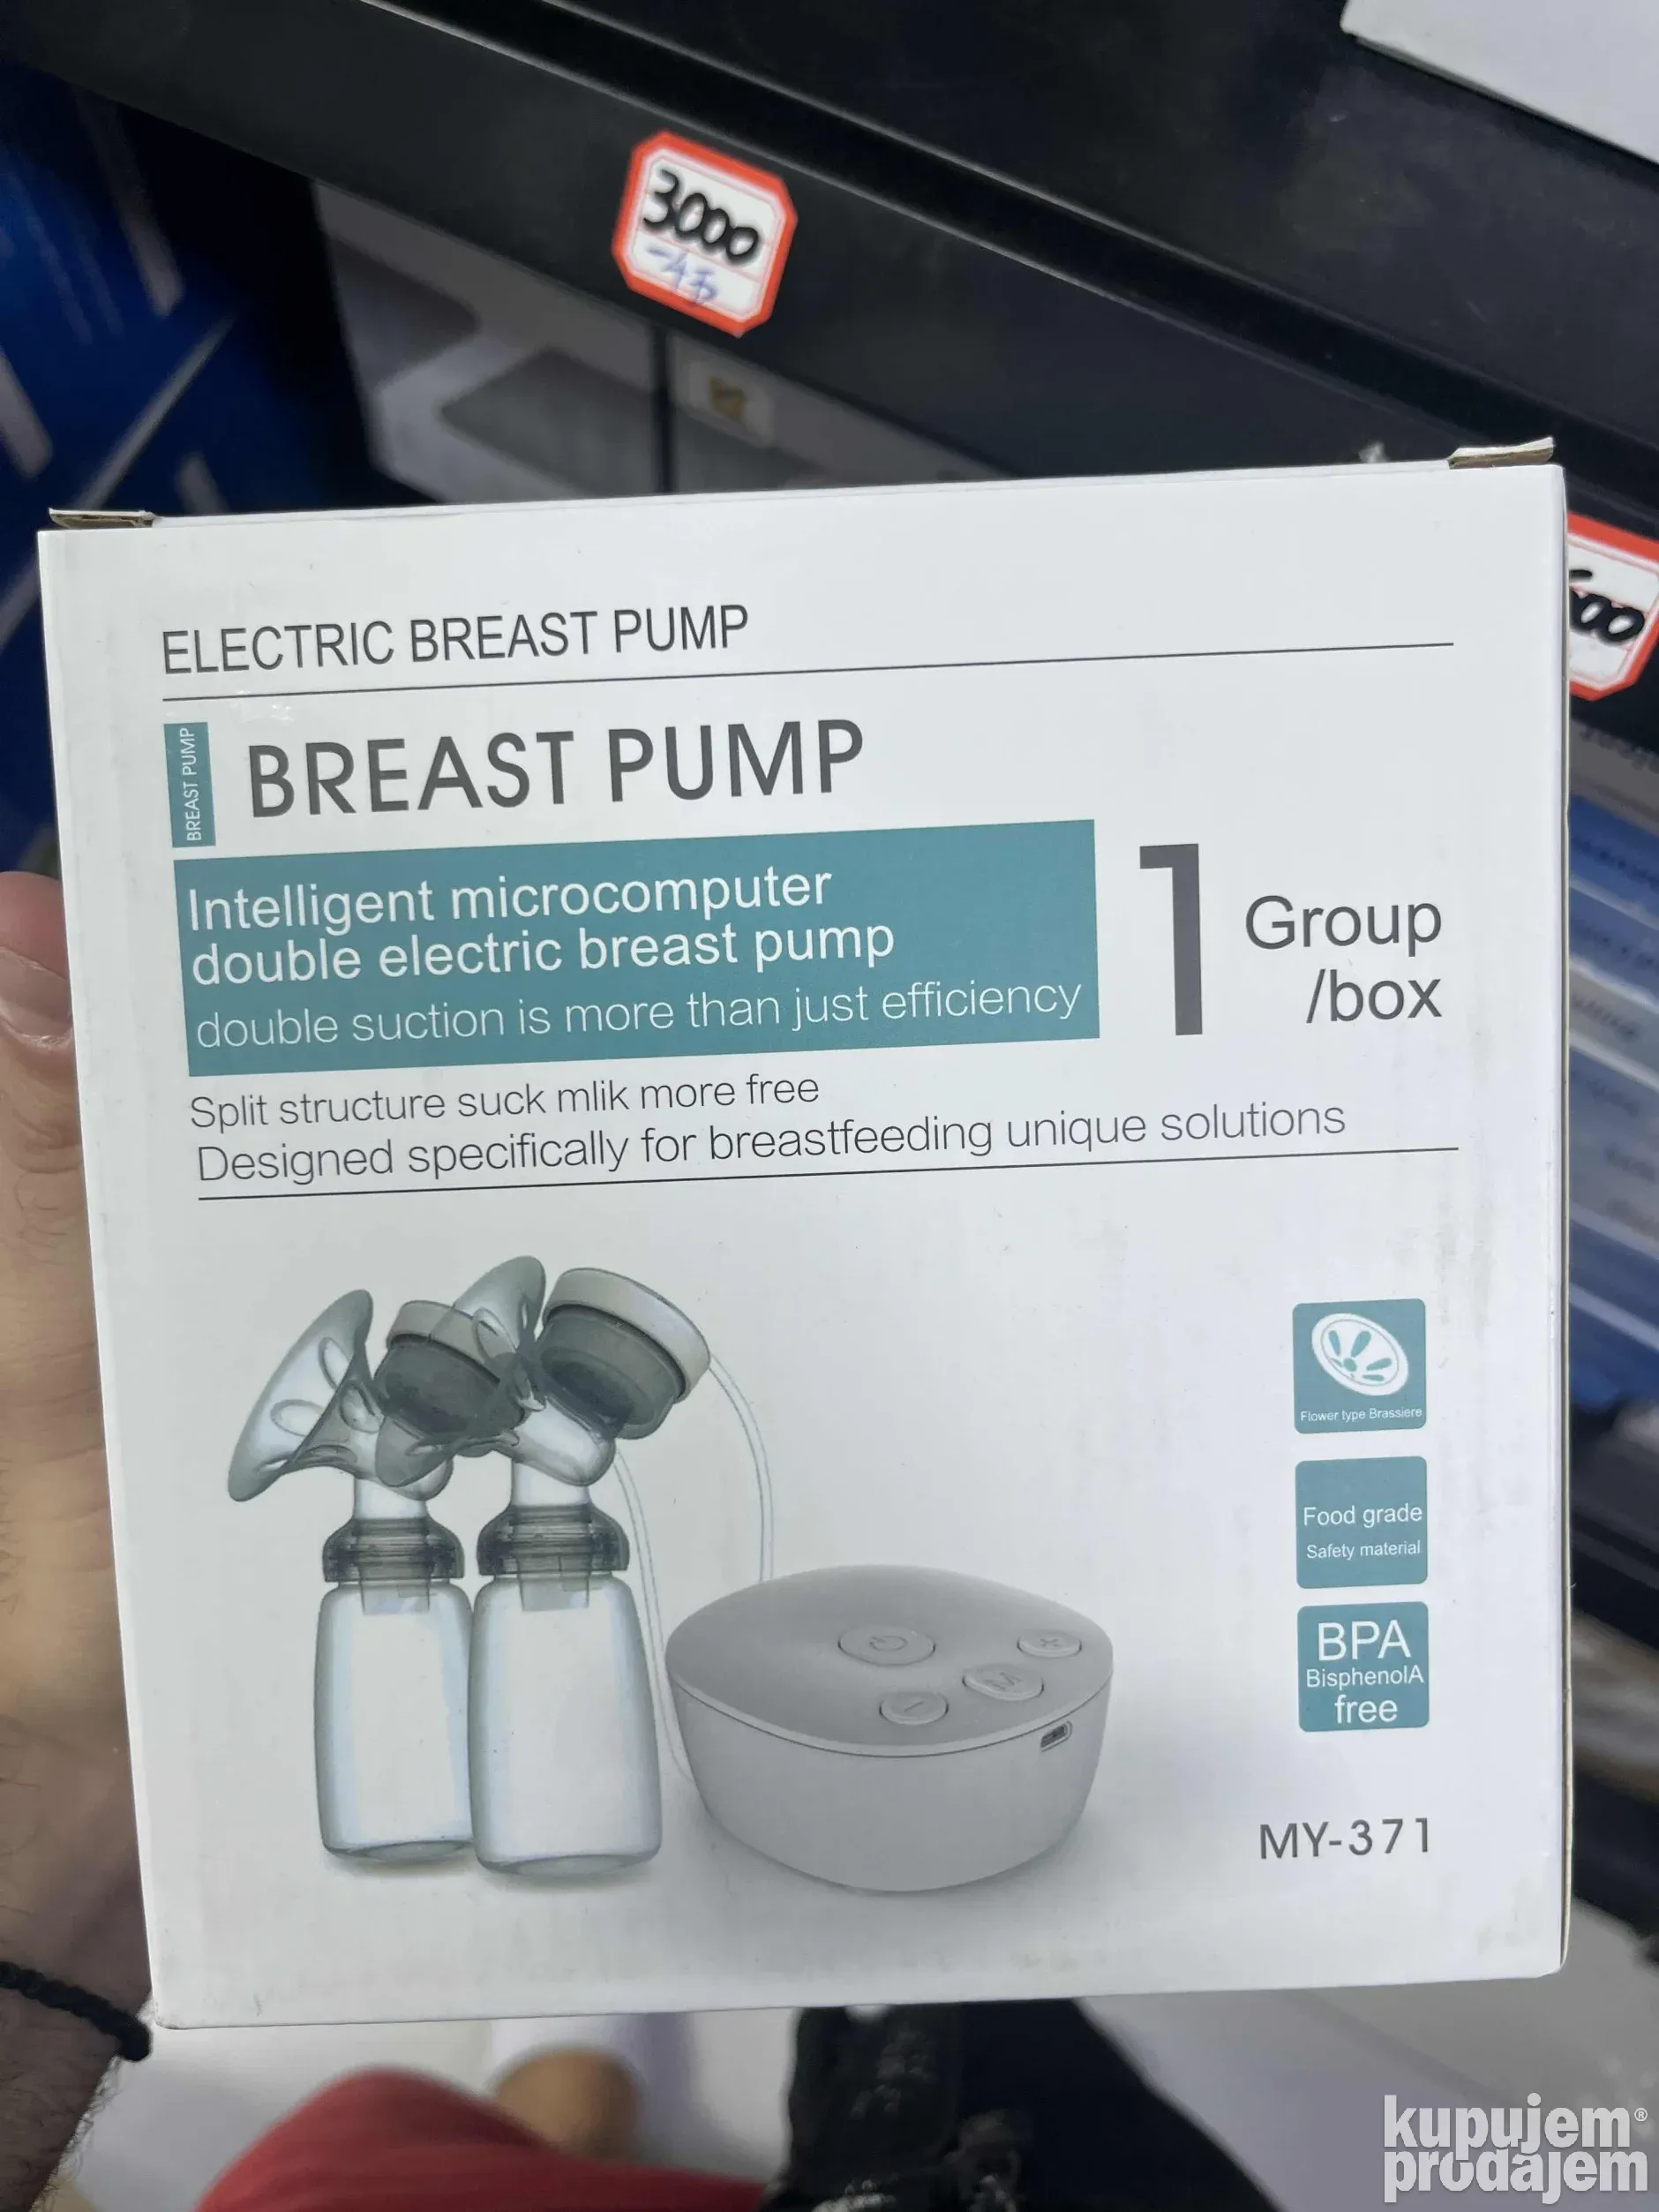 3000
ELECTRIC BREAST PUMP
BREAST PUMP
BREAST PUMP
Intelligent microcomputer
double electric breast pump
double suction is more than just efficiency
1
Group
/box
Split structure suck mlik more free
Designed specifically for breastfeeding unique solutions
Flower type Brassiere
Food grade
Safety material
BPA
BisphenolA
free
M
MY-371
kupujem®
prodajem